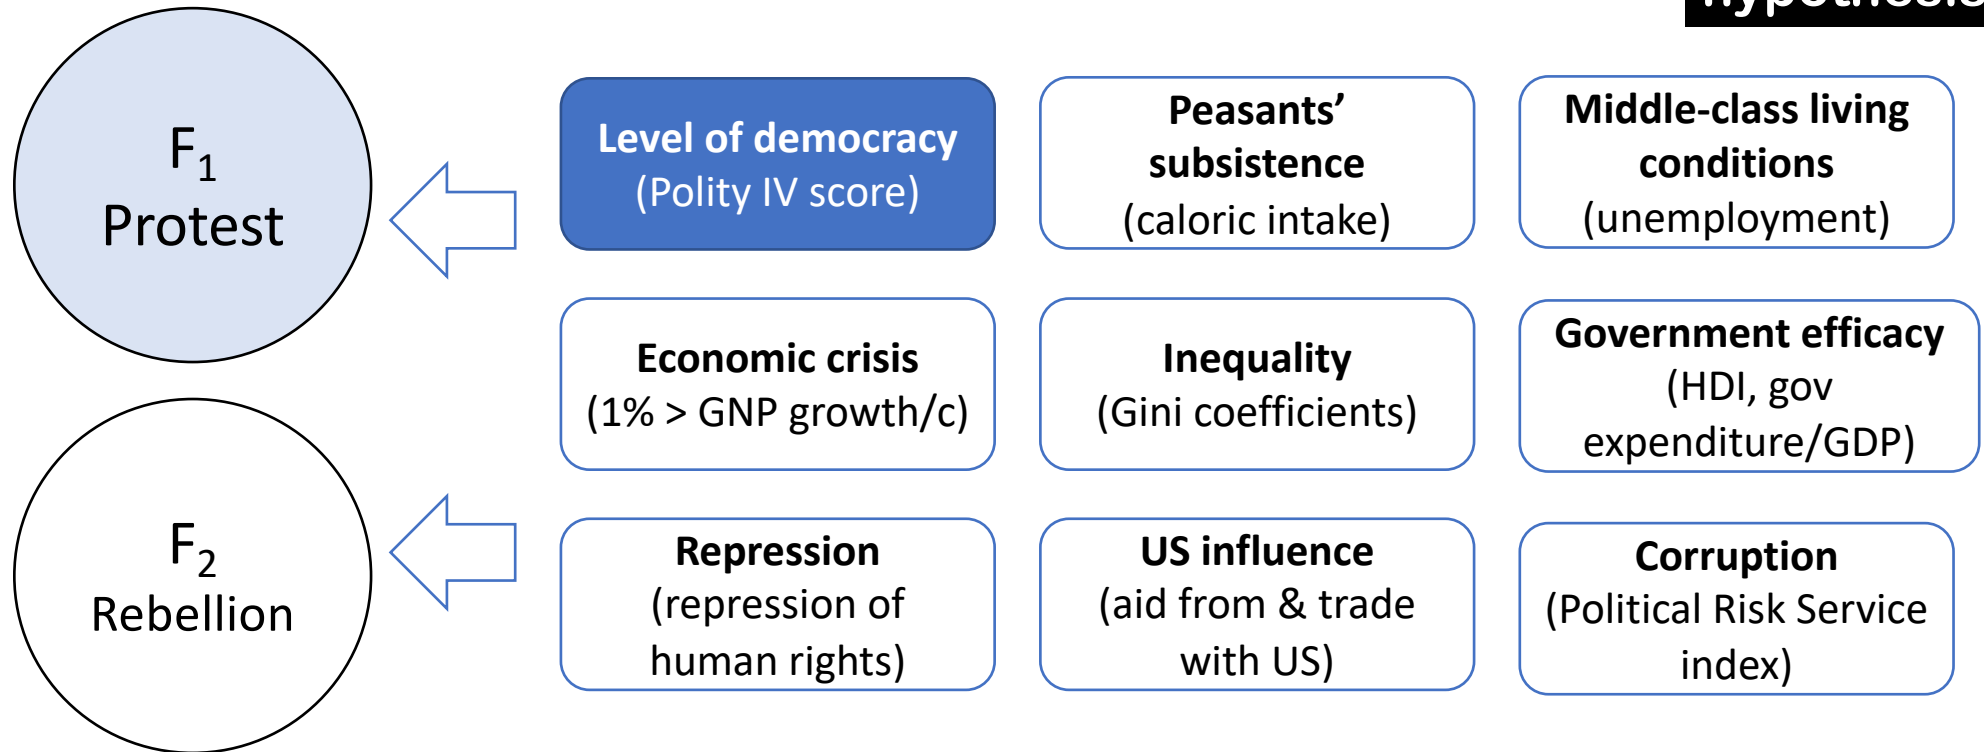 F₁
Protest
Level of democracy
(Polity IV score)
Peasants’
subsistence
(caloric intake)
Middle-class living
conditions
(unemployment)
Economic crisis
(1% > GNP growth/c)
Inequality
(Gini coefficients)
Government efficacy
(HDI, gov
expenditure/GDP)
F₂
Rebellion
Repression
(repression of
human rights)
US influence
(aid from & trade
with US)
Corruption
(Political Risk Service
index)